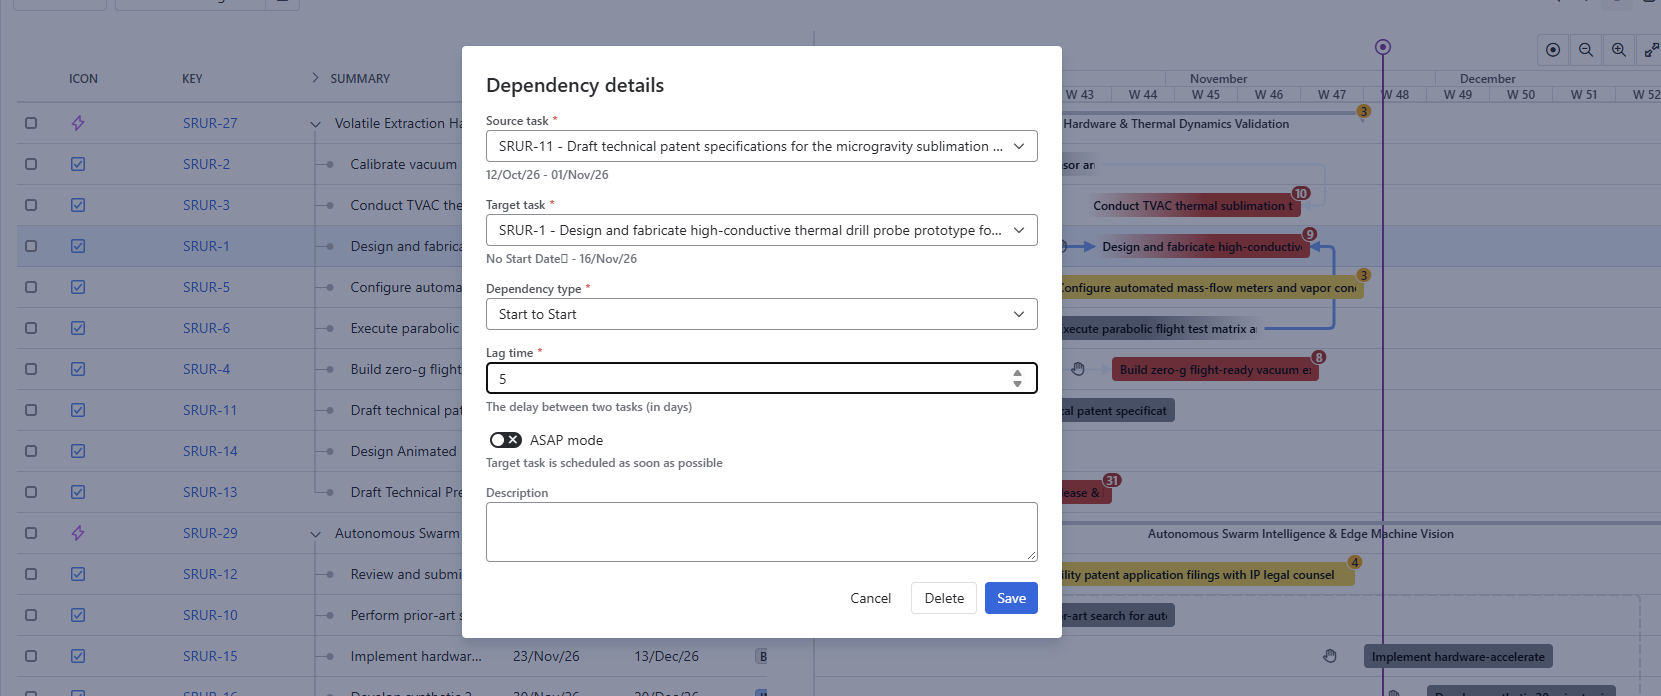 ICON KEY SUMMARY
November December
W 43 W 44 W 45 W 46 W 47 W 48 W 49 W 50 W 51 W 52
SRUR-27 Volatile Extraction Ha
3
Hardware & Thermal Dynamics Validation
SRUR-2 Calibrate vacuum
sor ar
SRUR-3 Conduct TVAC the
Conduct TVAC thermal sublimation t 10
SRUR-1 Design and fabrica
Design and fabricate high-conductiv 9
SRUR-5 Configure automa
Configure automated mass-flow meters and vapor con 3
SRUR-6 Execute parabolic
Execute parabolic flight test matrix a
SRUR-4 Build zero-g flight
Build zero-g flight-ready vacuum e 8
SRUR-11 Draft technical pat
al patent specificat
SRUR-14 Design Animated
SRUR-13 Draft Technical Pre
ease & 31
SRUR-29 Autonomous Swarm
Autonomous Swarm Intelligence & Edge Machine Vision
SRUR-12 Review and submi
ility patent application filings with IP legal counsel 4
SRUR-10 Perform prior-art s
r-art search for aut
SRUR-15 Implement hardwar... 23/Nov/26 13/Dec/26 B
Implement hardware-accelerate
Dependency details
Source task *
SRUR-11 - Draft technical patent specifications for the microgravity sublimation ...
12/Oct/26 - 01/Nov/26
Target task *
SRUR-1 - Design and fabricate high-conductive thermal drill probe prototype fo...
No Start Date▯ - 16/Nov/26
Dependency type *
Start to Start
Lag time *
5
The delay between two tasks (in days)
ASAP mode
Target task is scheduled as soon as possible
Description
Cancel Delete Save